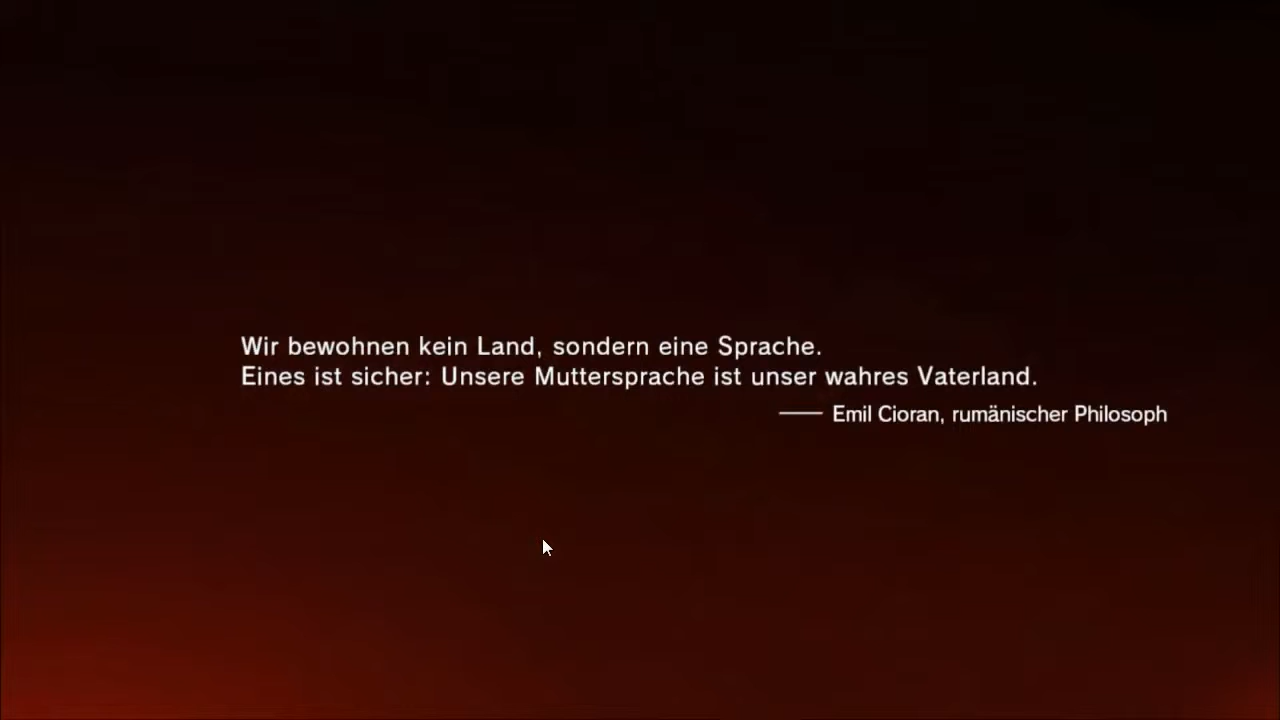 Wir bewohnen kein Land, sondern eine Sprache.
Eines ist sicher: Unsere Muttersprache ist unser wahres Vaterland.
—— Emil Cioran, rumänischer Philosoph